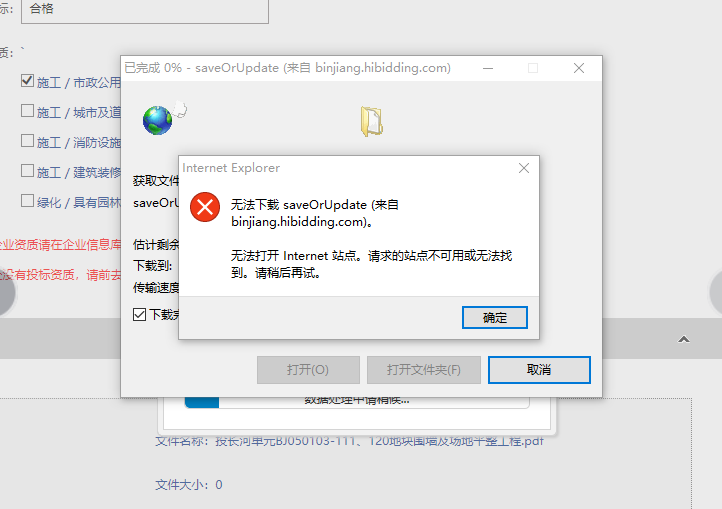 标: 合格
质: `
已完成 0% - saveOrUpdate (来自 binjiang.hibidding.com)
施工 / 市政公用
施工 / 城市及道
施工 / 消防设施
施工 / 建筑装修
绿化 / 具有园林
企业资质请在企业信息库
没有投标资质，请前去
获取文件
saveOrU
估计剩余
下载到:
传输速度
下载完
Internet Explorer
无法下载 saveOrUpdate (来自
binjiang.hibidding.com)。
无法打开 Internet 站点。请求的站点不可用或无法找
到。请稍后再试。
确定
打开(O) 打开文件夹(F) 取消
数据处理中请稍候...
文件名称：投长河单元BJ050103-111、120地块围墙及场地平整工程.pdf
文件大小：0